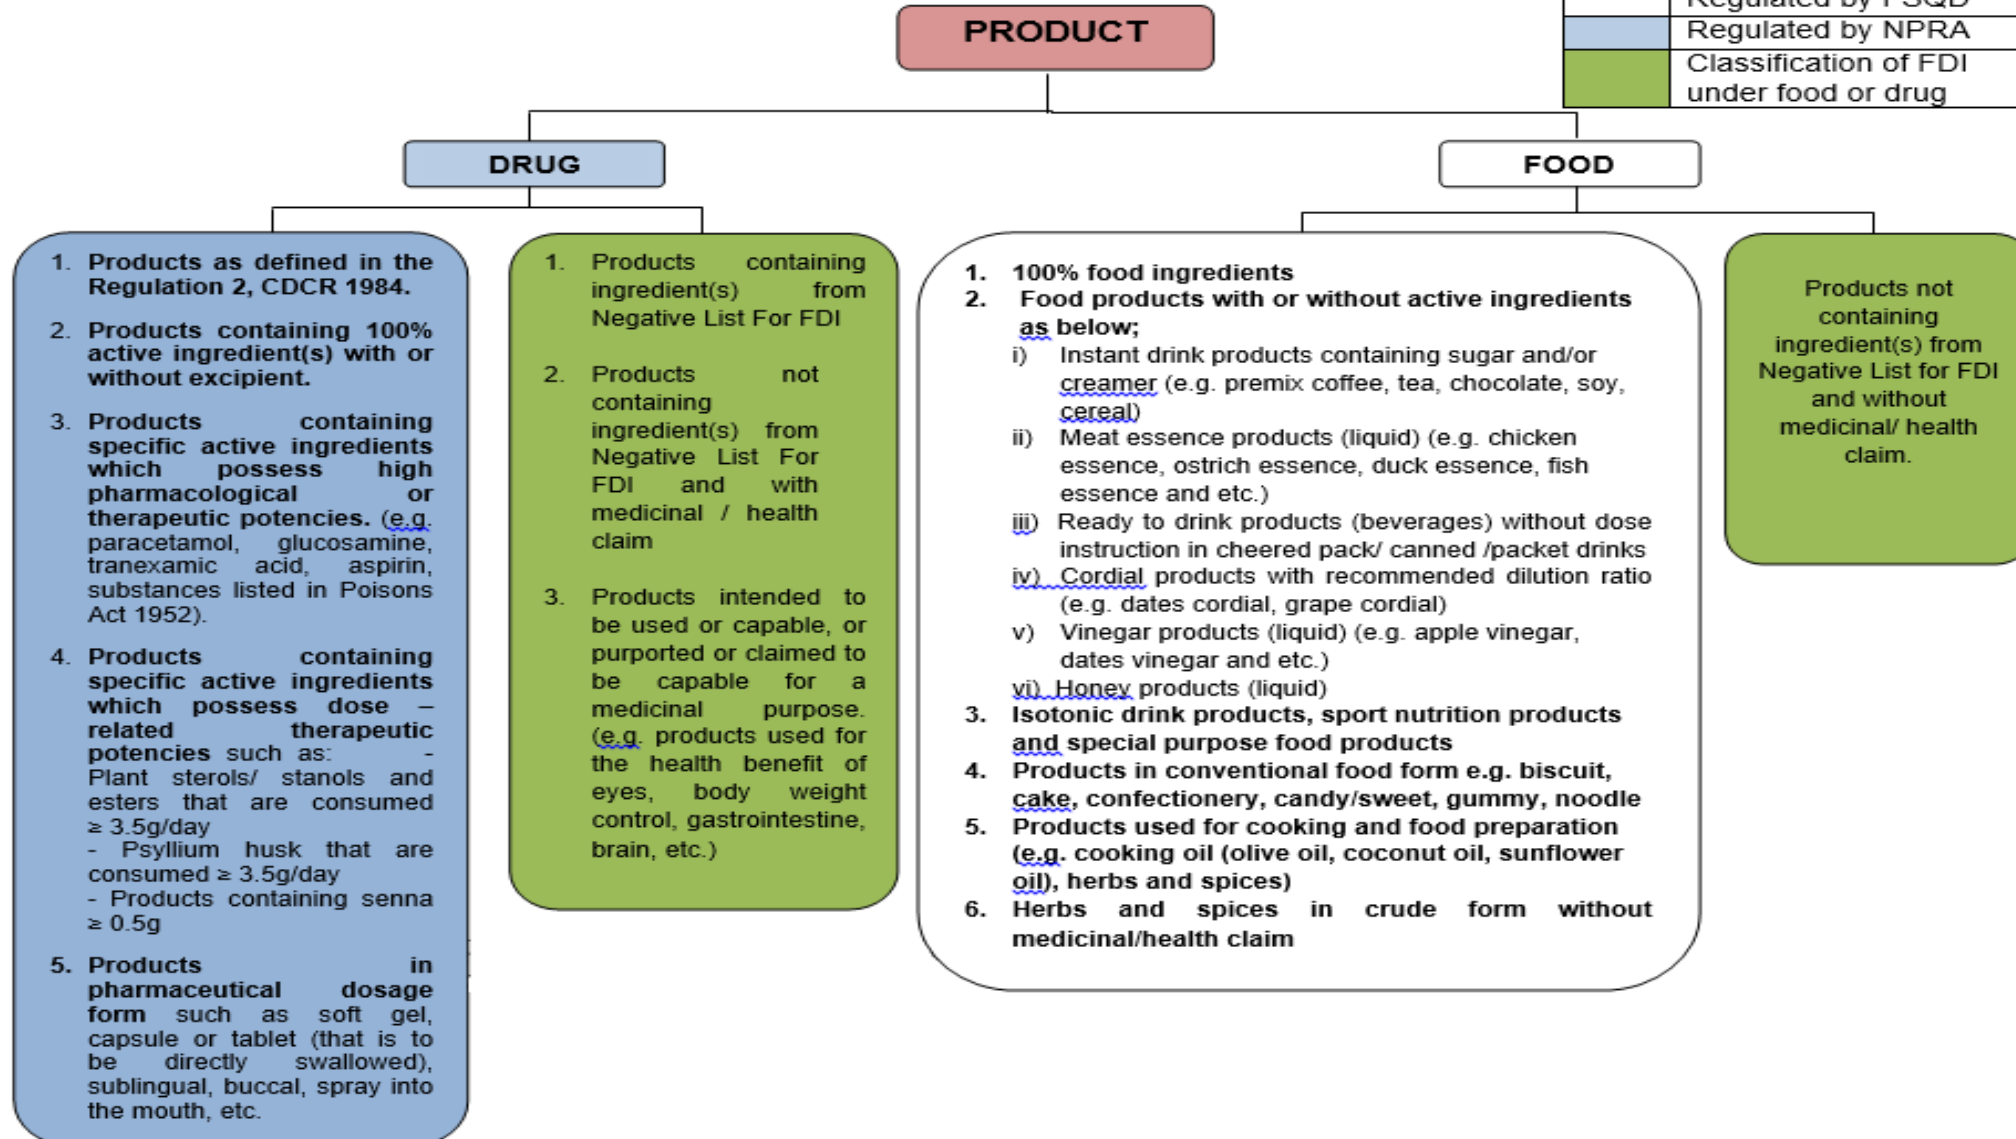 PRODUCT
Regulated by FSQD
Regulated by NPRA
Classification of FDI
under food or drug
DRUG
FOOD
1. Products as defined in the
Regulation 2, CDCR 1984.
2. Products containing 100%
active ingredient(s) with or
without excipient.
3. Products containing
specific active ingredients
which possess high
pharmacological or
therapeutic potencies. (e.g.
paracetamol, glucosamine,
tranexamic acid, aspirin,
substances listed in Poisons
Act 1952).
4. Products containing
specific active ingredients
which possess dose –
related therapeutic
potencies such as: -
Plant sterols/ stanols and
esters that are consumed
≥ 3.5g/day
- Psyllium husk that are
consumed ≥ 3.5g/day
- Products containing senna
≥ 0.5g
5. Products in
pharmaceutical dosage
form such as soft gel,
capsule or tablet (that is to
be directly swallowed),
sublingual, buccal, spray into
the mouth, etc.
1. Products containing
ingredient(s) from
Negative List For FDI
2. Products not
containing
ingredient(s) from
Negative List For
FDI and with
medicinal / health
claim
3. Products intended to
be used or capable, or
purported or claimed to
be capable for a
medicinal purpose.
(e.g. products used for
the health benefit of
eyes, body weight
control, gastrointestine,
brain, etc.)
1. 100% food ingredients
2. Food products with or without active ingredients
as below;
i) Instant drink products containing sugar and/or
creamer (e.g. premix coffee, tea, chocolate, soy,
cereal)
ii) Meat essence products (liquid) (e.g. chicken
essence, ostrich essence, duck essence, fish
essence and etc.)
iii) Ready to drink products (beverages) without dose
instruction in cheered pack/ canned /packet drinks
iv) Cordial products with recommended dilution ratio
(e.g. dates cordial, grape cordial)
v) Vinegar products (liquid) (e.g. apple vinegar,
dates vinegar and etc.)
vi) Honey products (liquid)
3. Isotonic drink products, sport nutrition products
and special purpose food products
4. Products in conventional food form e.g. biscuit,
cake, confectionery, candy/sweet, gummy, noodle
5. Products used for cooking and food preparation
(e.g. cooking oil (olive oil, coconut oil, sunflower
oil), herbs and spices)
6. Herbs and spices in crude form without
medicinal/health claim
Products not
containing
ingredient(s) from
Negative List for FDI
and without
medicinal/ health
claim.